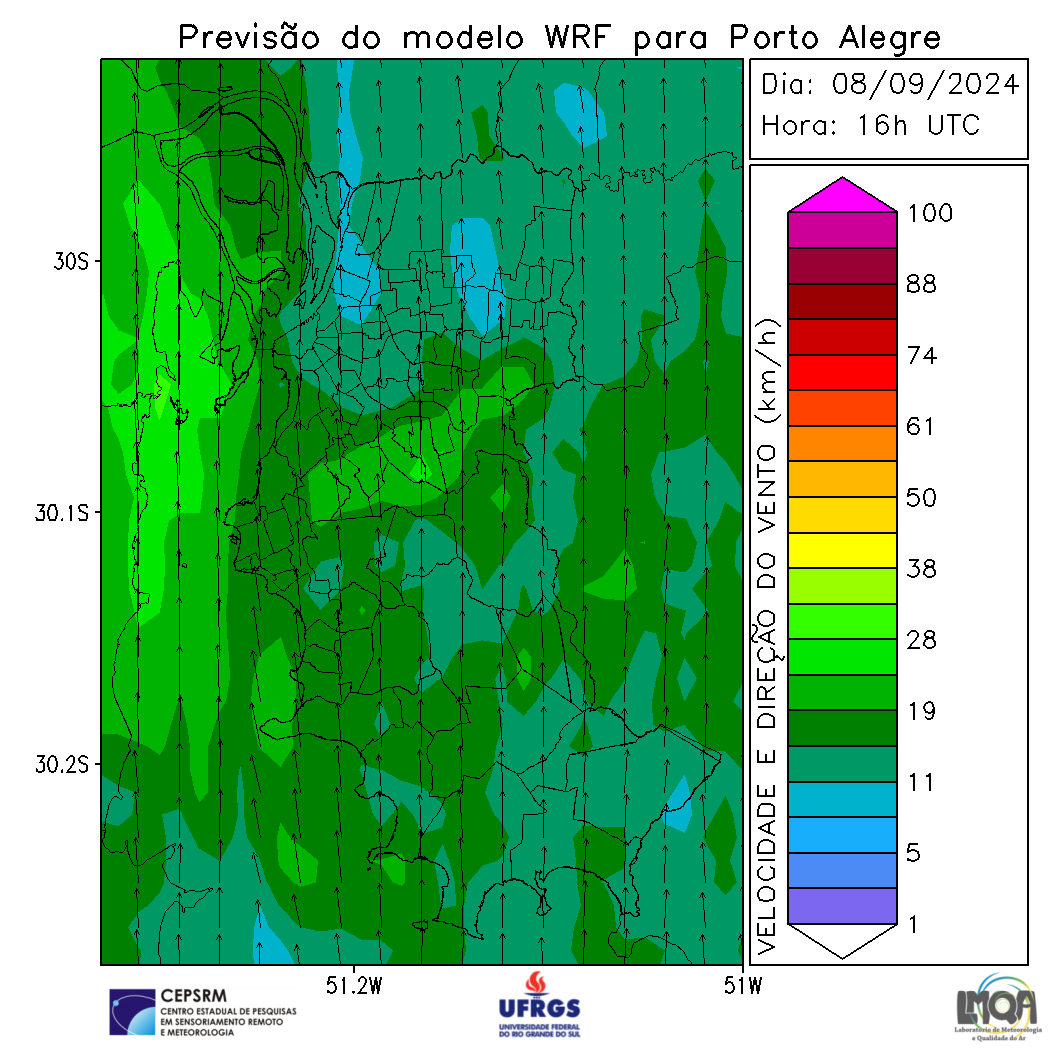 Previsão do modelo WRF para Porto Alegre
Dia: 08/09/2024
Hora: 16h UTC
30S
30.1S
30.2S
51.2W
51W
VELOCIDADE E DIREÇÃO DO VENTO (km/h)
100
88
74
61
50
38
28
19
11
5
1
CEPSRM
CENTRO ESTADUAL DE PESQUISAS
EM SENSORIAMENTO REMOTO
E METEOROLOGIA
UFRGS
UNIVERSIDADE FEDERAL
DO RIO GRANDE DO SUL
LMQA
Laboratório de Meteorologia
e Qualidade do Ar